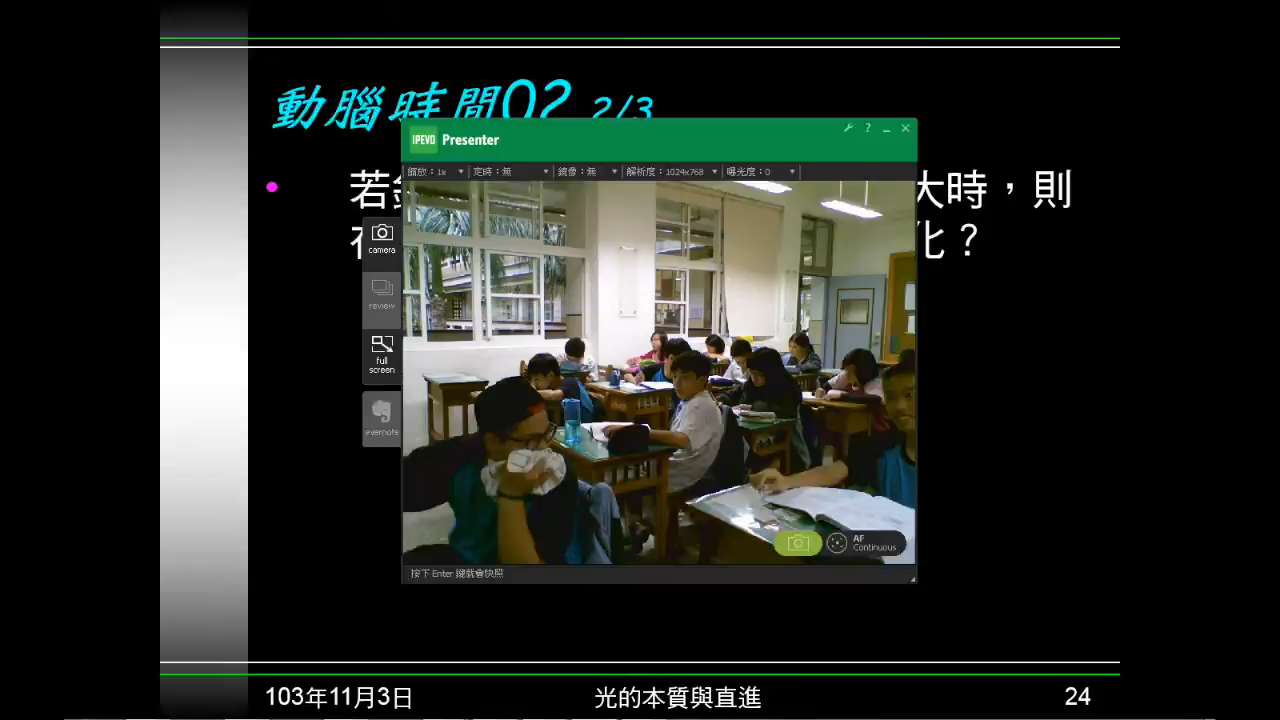 動腦時間02 2/3
IPEVO Presenter
縮放：1x 定時：無 鏡像：無 解析度：1024x768 曝光度：0
若
大時，則
化？
camera
review
full
screen
evernote
AF
Continuous
按下 Enter 鍵就會快照
103年11月3日
光的本質與直進
24